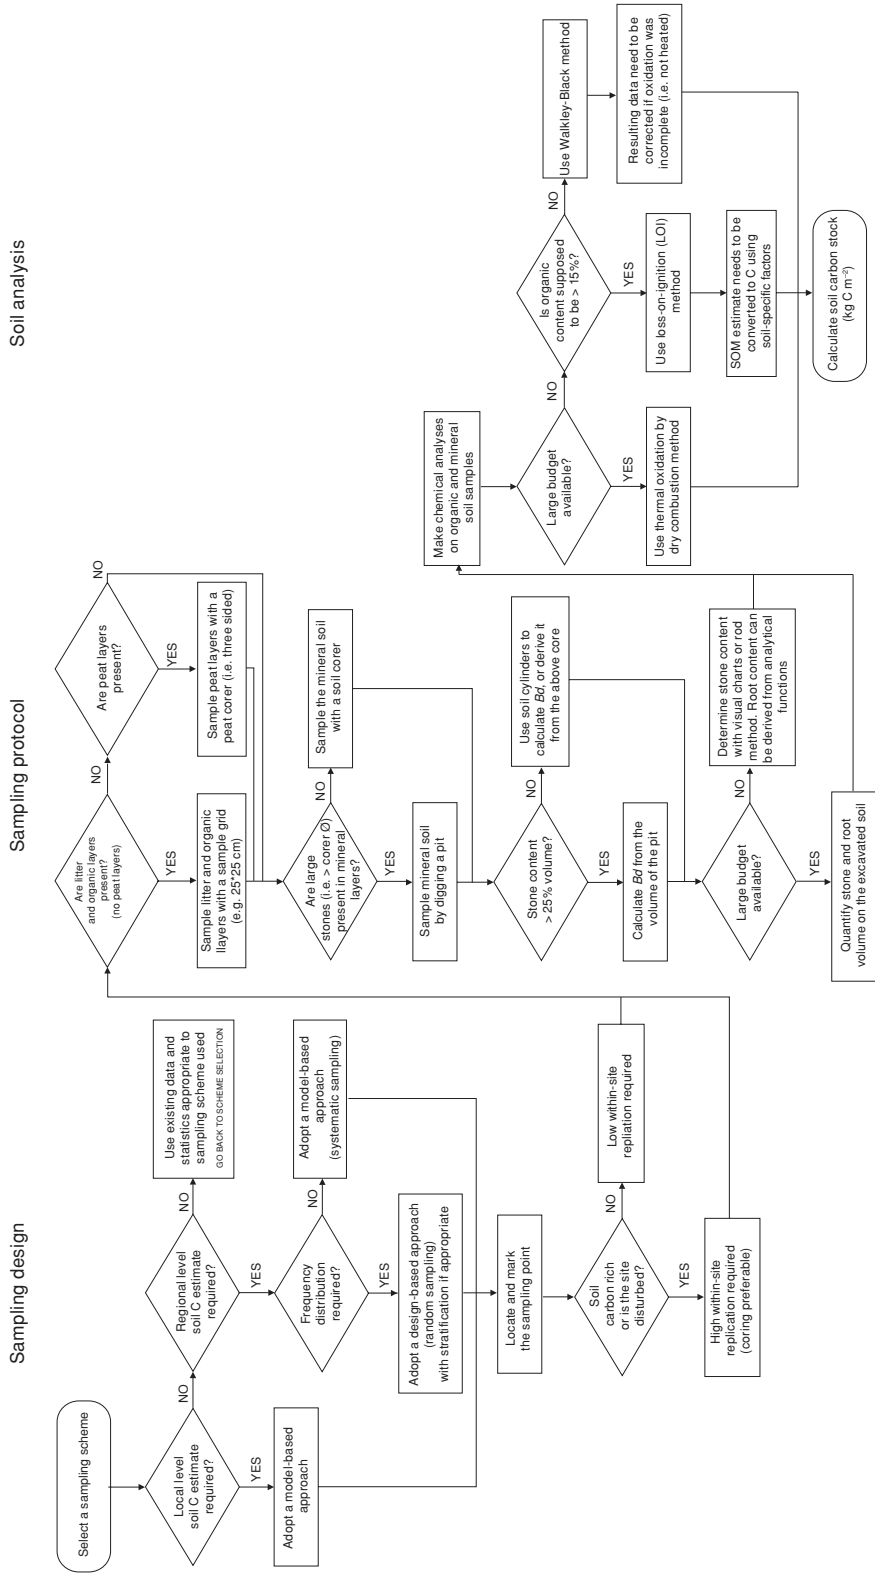 Sampling design
Select a sampling scheme
Local level
soil C estimate
required?
NO
YES
Adopt a model-based
approach
Regional level
soil C estimate
required?
NO
YES
Use existing data and
statistics appropriate to
sampling scheme used
GO BACK TO SCHEME SELECTION
Frequency
distribution
required?
NO
YES
Adopt a model-based
approach
(systematic sampling)
Adopt a design-based approach
(random sampling)
with stratification if appropriate
Locate and mark
the sampling point
Soil
carbon rich
or is the site
disturbed?
NO
YES
Low within-site
repliation required
High within-site
replication required
(coring preferable)
Sampling protocol
Are litter
and organic layers
present?
(no peat layers)
NO
YES
Are peat layers
present?
NO
YES
Sample litter and organic
llayers with a sample grid
(e.g. 25*25 cm)
Sample peat layers with a
peat corer (i.e. three sided)
Are large
stones (i.e. > corer Ø)
present in mineral
layers?
NO
YES
Sample the mineral soil
with a soil corer
Sample mineral soil
by digging a pit
Stone content
> 25% volume?
NO
YES
Use soil cylinders to
calculate Bd, or derive it
from the above core
Calculate Bd from the
volume of the pit
Large budget
available?
NO
YES
Determine stone content
with visual charts or rod
method. Root content can
be derived from analytical
functions
Quantify stone and root
volume on the excavated soil
Soil analysis
Make chemical analyses
on organic and mineral
soil samples
Large budget
available?
NO
YES
Is organic
content supposed
to be > 15%?
NO
YES
Use Walkley-Black method
Use thermal oxidation by
dry combustion method
Use loss-on-ignition (LOI)
method
Resulting data need to be
corrected if oxidation was
incomplete (i.e. not heated)
SOM estimate needs to be
converted to C using
soil-specific factors
Calculate soil carbon stock
(kg C m⁻²)